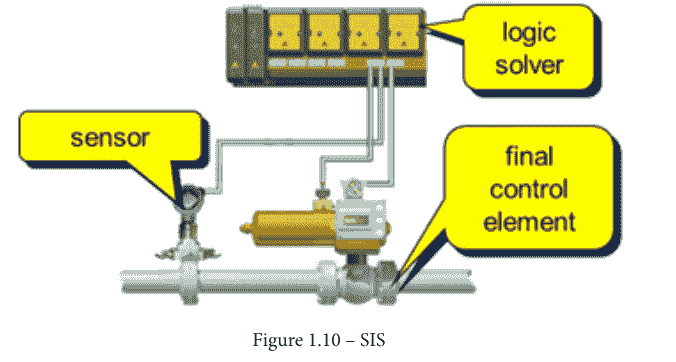 logic
solver
sensor
final
control
element
Figure 1.10 – SIS